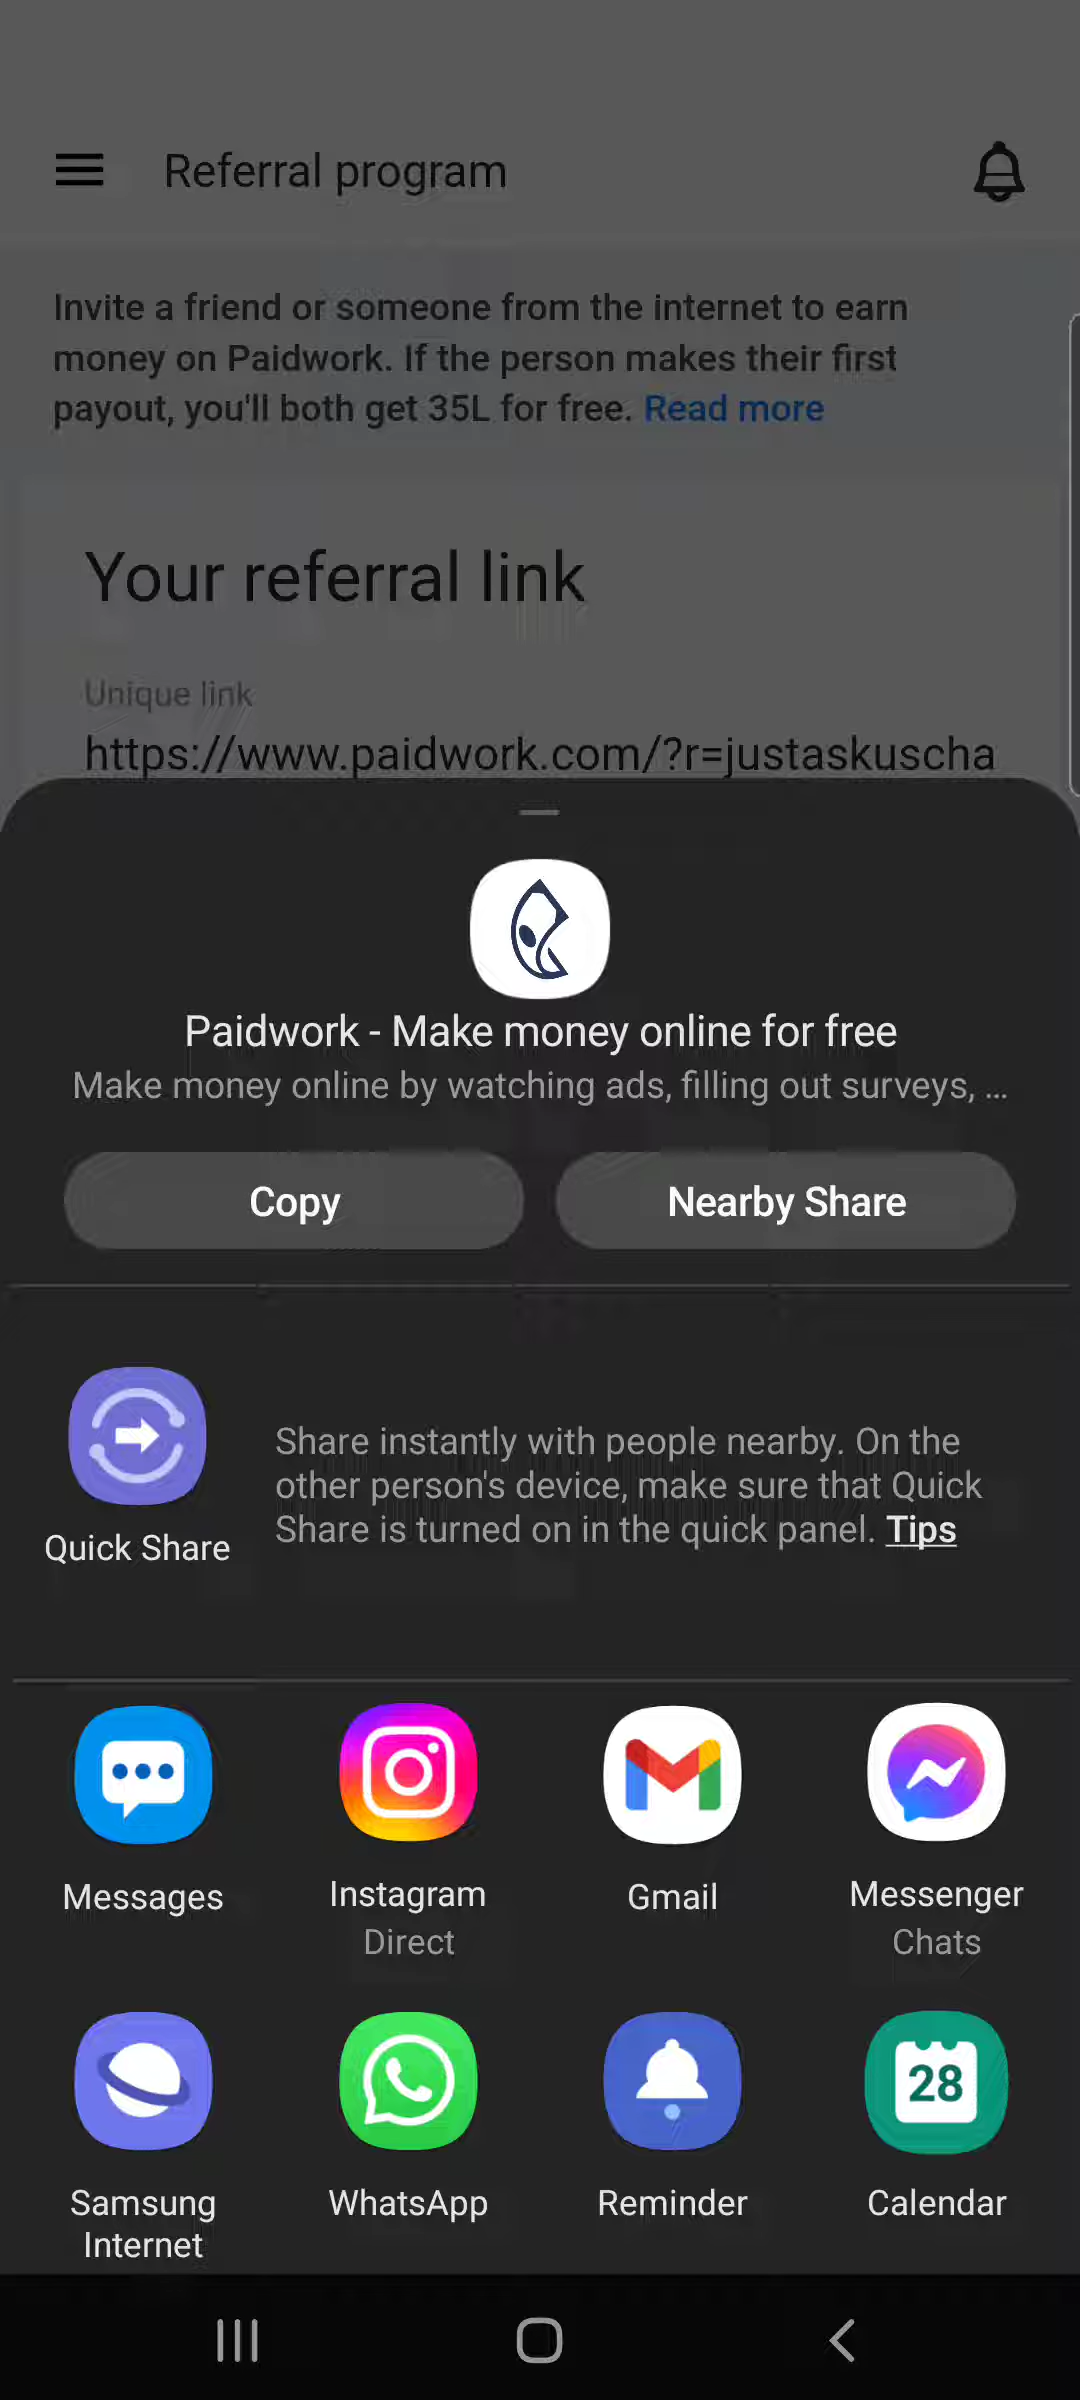 Referral program
Invite a friend or someone from the internet to earn
money on Paidwork. If the person makes their first
payout, you'll both get 35L for free. Read more
Your referral link
Unique link
https://www.paidwork.com/?r=justaskuscha
Paidwork - Make money online for free
Make money online by watching ads, filling out surveys, ...
Copy
Nearby Share
Share instantly with people nearby. On the
other person's device, make sure that Quick
Share is turned on in the quick panel. Tips
Quick Share
Messages
Instagram
Direct
Gmail
Messenger
Chats
28
Samsung
Internet
WhatsApp
Reminder
Calendar